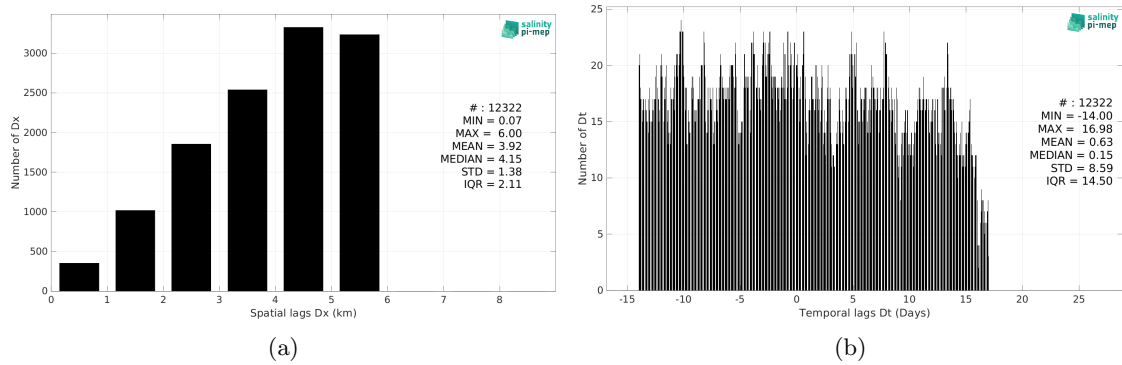 salinity
pi-mep
3000
2500
2000
1500
1000
500
0
Number of Dx
# : 12322
MIN = 0.07
MAX = 6.00
MEAN = 3.92
MEDIAN = 4.15
STD = 1.38
IQR = 2.11
0 1 2 3 4 5 6 7 8
Spatial lags Dx (km)
(a)
salinity
pi-mep
25
20
15
10
5
0
Number of Dt
# : 12322
MIN = -14.00
MAX = 16.98
MEAN = 0.63
MEDIAN = 0.15
STD = 8.59
IQR = 14.50
-15 -10 -5 0 5 10 15 20 25
Temporal lags Dt (Days)
(b)